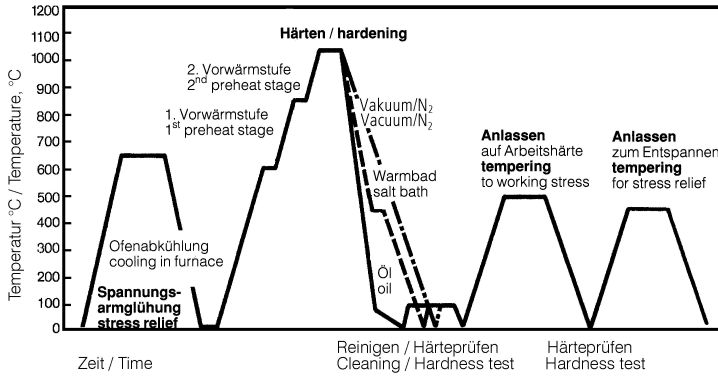 1200
1100
1000
900
800
700
600
500
400
300
200
100
0
Temperatur °C / Temperature, °C
Härten / hardening
2. Vorwärmstufe
2nd preheat stage
1. Vorwärmstufe
1st preheat stage
Vakuum/N2
Vacuum/N2
Warmbad
salt bath
Öl
oil
Ofenabkühlung
cooling in furnace
Spannungs-
armglühung
stress relief
Anlassen
auf Arbeitshärte
tempering
to working stress
Anlassen
zum Entspannen
tempering
for stress relief
Zeit / Time
Reinigen / Härteprüfen
Cleaning / Hardness test
Härteprüfen
Hardness test